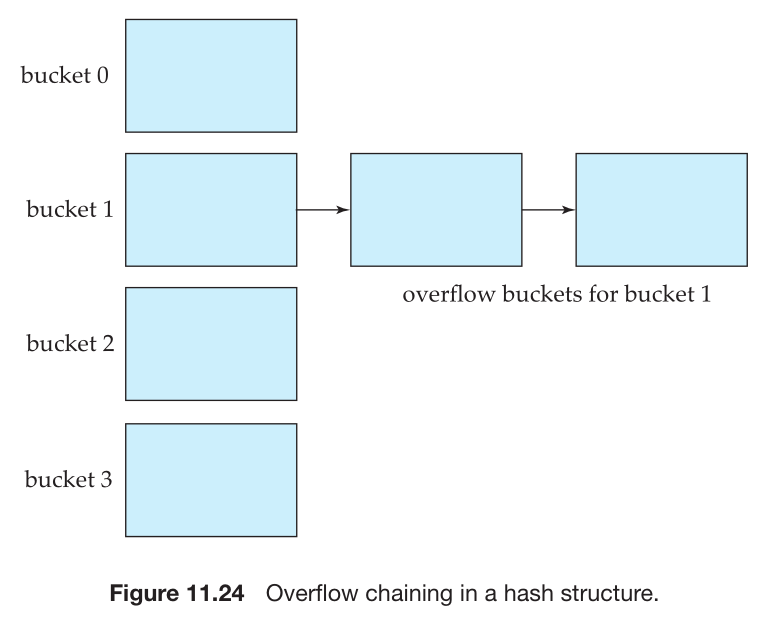 bucket 0
bucket 1
overflow buckets for bucket 1
bucket 2
bucket 3
Figure 11.24 Overflow chaining in a hash structure.